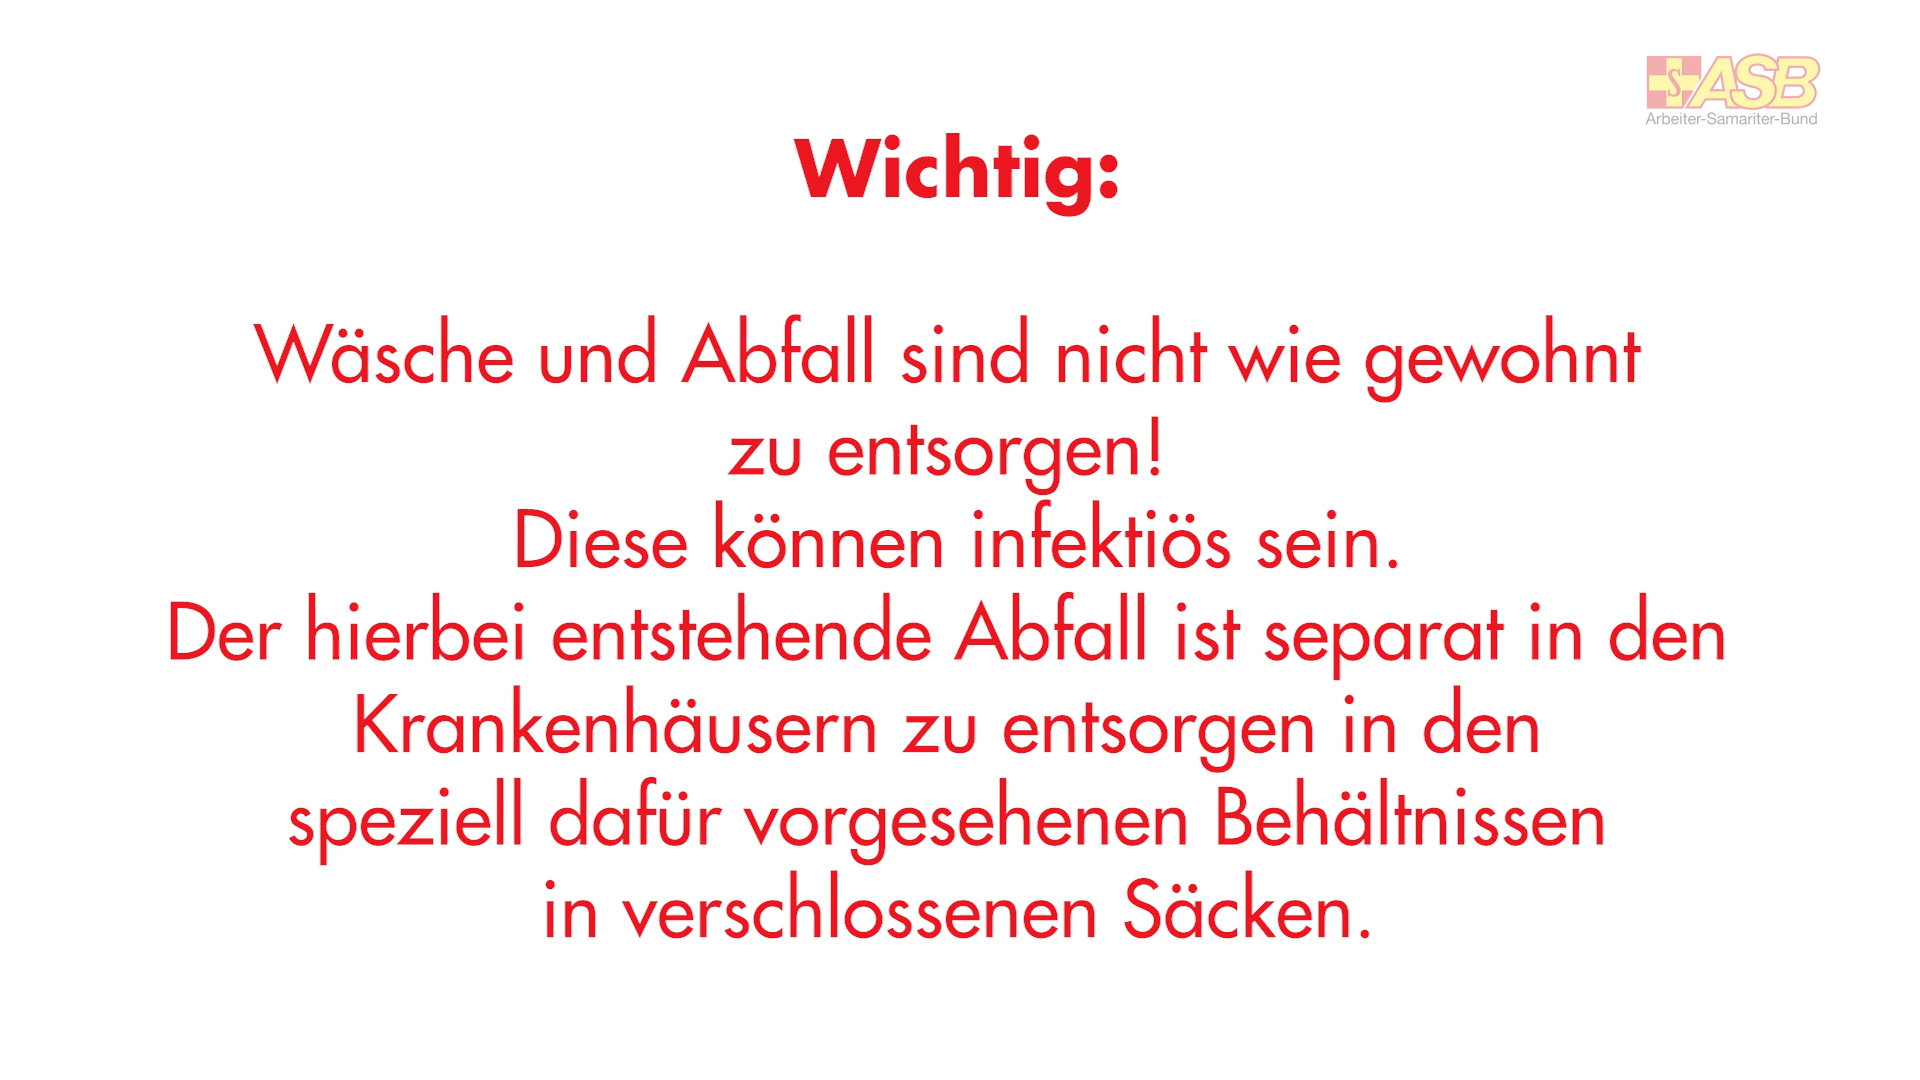 ASB
Arbeiter-Samariter-Bund
Wichtig:
Wäsche und Abfall sind nicht wie gewohnt
zu entsorgen!
Diese können infektiös sein.
Der hierbei entstehende Abfall ist separat in den
Krankenhäusern zu entsorgen in den
speziell dafür vorgesehenen Behältnissen
in verschlossenen Säcken.